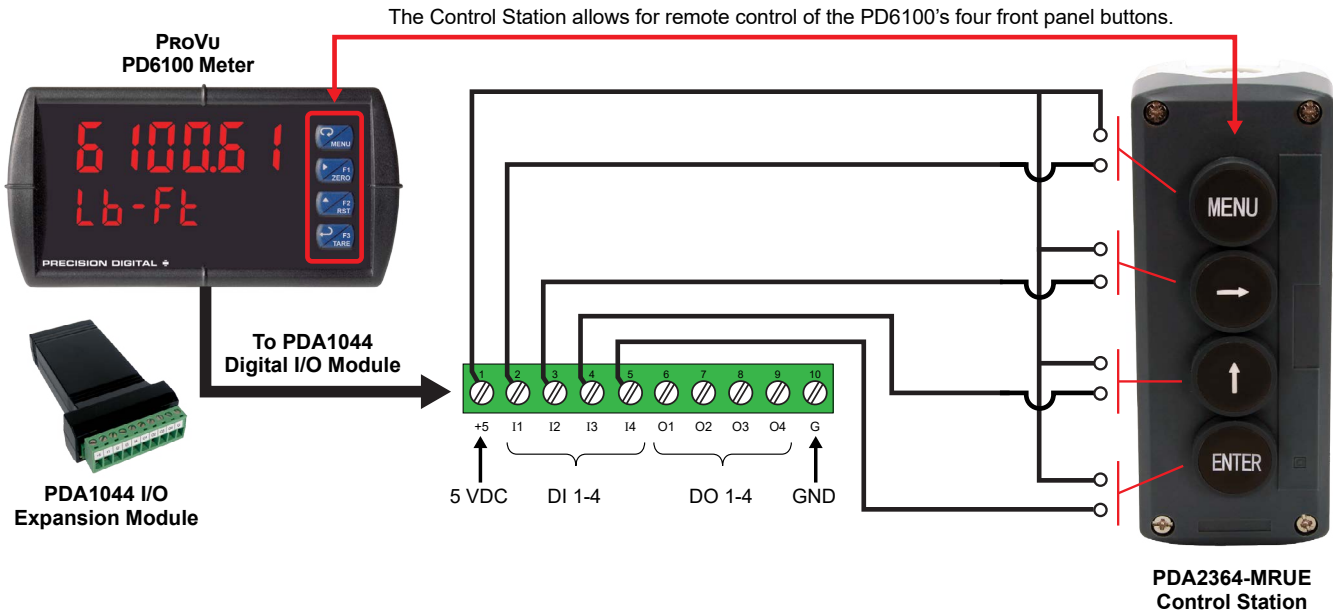 The Control Station allows for remote control of the PD6100's four front panel buttons.
PROVU
PD6100 Meter
6100.61
Lb-Ft
MENU
F1
ZERO
F2
RST
F3
TARE
PRECISION DIGITAL
To PDA1044
Digital I/O Module
PDA1044 I/O
Expansion Module
1 2 3 4 5 6 7 8 9 10
+5 I1 I2 I3 I4 O1 O2 O3 O4 G
5 VDC DI 1-4 DO 1-4 GND
MENU
ENTER
PDA2364-MRUE
Control Station